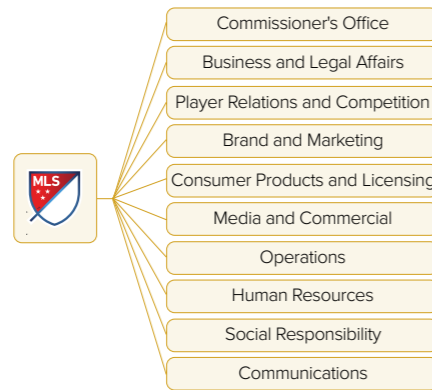 Commissioner's Office
Business and Legal Affairs
Player Relations and Competition
Brand and Marketing
MLS
Consumer Products and Licensing
Media and Commercial
Operations
Human Resources
Social Responsibility
Communications